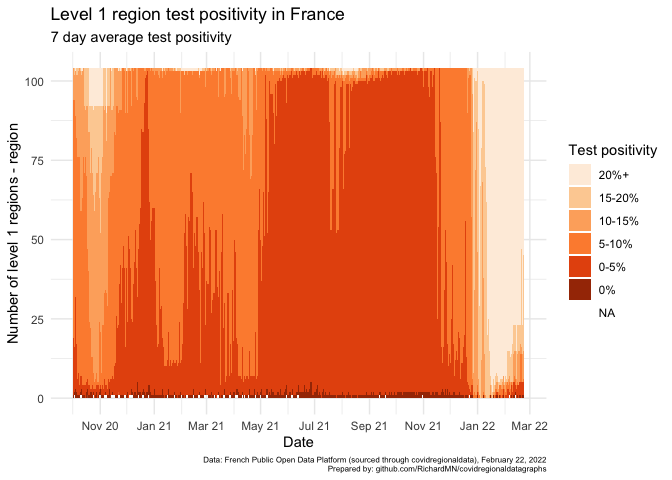 Level 1 region test positivity in France
7 day average test positivity
Number of level 1 regions - region
100
75
50
25
0
Nov 20 Jan 21 Mar 21 May 21 Jul 21 Sep 21 Nov 21 Jan 22 Mar 22
Date
Test positivity
20%+
15-20%
10-15%
5-10%
0-5%
0%
NA
Data: French Public Open Data Platform (sourced through covidregionaldata), February 22, 2022
Prepared by: github.com/RichardMN/covidregionaldatagraphs